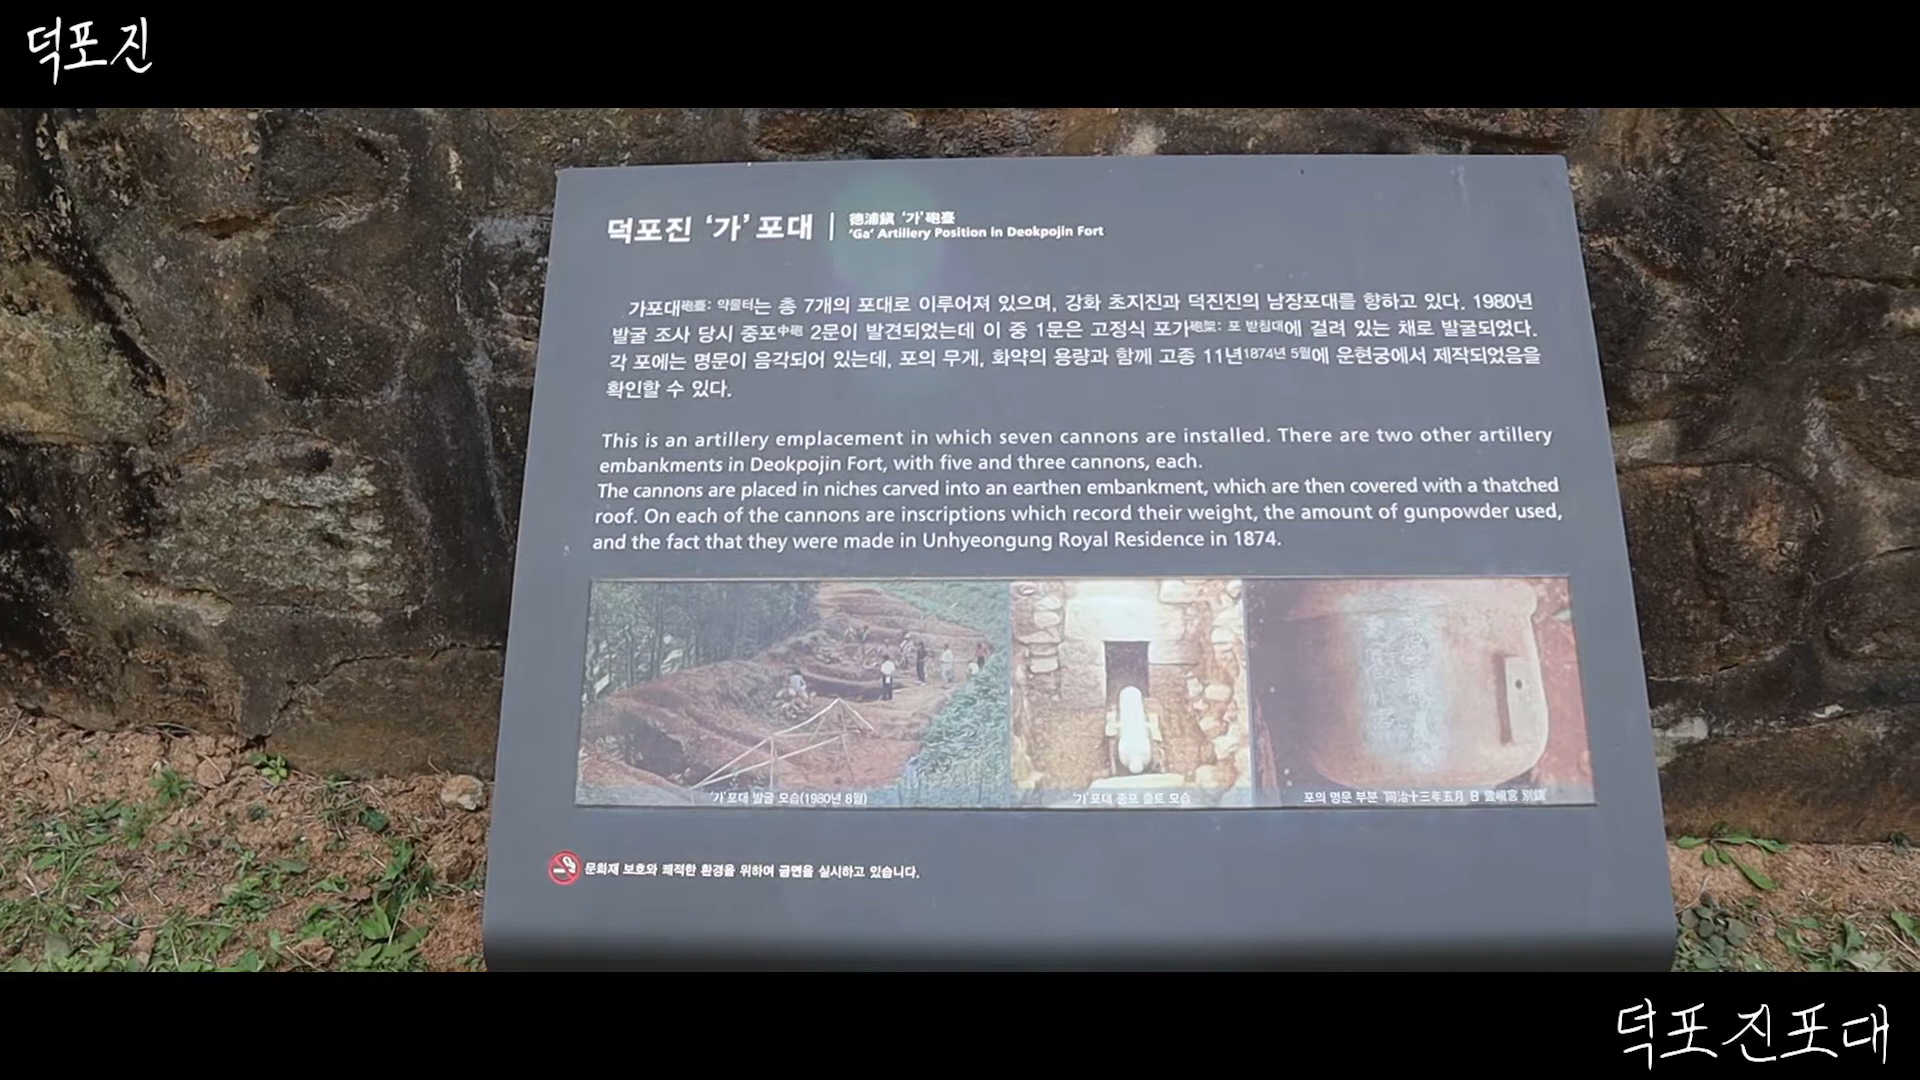 덕포진
덕포진 ‘가’ 포대
德浦鎭 ‘가’ 砲臺
‘Ga’ Artillery Position in Deokpojin Fort
가포대砲臺: 약물터는 총 7개의 포대로 이루어져 있으며, 강화 초지진과 덕진진의 남장포대를 향하고 있다. 1980년
발굴 조사 당시 중포中砲 2문이 발견되었는데 이 중 1문은 고정식 포가砲架: 포 받침대에 걸려 있는 채로 발굴되었다.
각 포에는 명문이 음각되어 있는데, 포의 무게, 화약의 용량과 함께 고종 11년1874년 5월에 운현궁에서 제작되었음을
확인할 수 있다.
This is an artillery emplacement in which seven cannons are installed. There are two other artillery
embankments in Deokpojin Fort, with five and three cannons, each.
The cannons are placed in niches carved into an earthen embankment, which are then covered with a thatched
roof. On each of the cannons are inscriptions which record their weight, the amount of gunpowder used,
and the fact that they were made in Unhyeongung Royal Residence in 1874.
‘가’포대 발굴 모습(1980년 8월)
‘가’포대 중포 출토 모습
포의 명문 부분 同治十三年五月 日 雲峴宮 別鑄
문화재 보호와 쾌적한 환경을 위하여 금연을 실시하고 있습니다.
덕포진포대